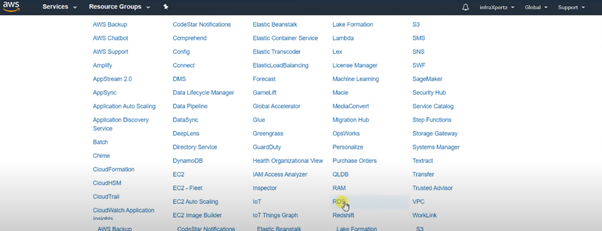 aws Services Resource Groups infraXportz Global Support
AWS Backup CodeStar Notifications Elastic Beanstalk Lake Formation S3
AWS Chatbot Comprehend Elastic Container Service Lambda SMS
AWS Support Config Elastic Transcoder Lex SNS
Amplify Connect ElasticLoadBalancing License Manager SWF
AppStream 2.0 DMS Forecast Machine Learning SageMaker
AppSync Data Lifecycle Manager GameLift Macie Security Hub
Application Auto Scaling Data Pipeline Global Accelerator MediaConvert Service Catalog
Application Discovery DataSync Glue Migration Hub Step Functions
Service
DeepLens Greengrass OpsWorks Storage Gateway
Batch Directory Service GuardDuty Personalize Systems Manager
Chime DynamoDB Health Organizational View Purchase Orders Textract
CloudFormation EC2 IAM Access Analyzer QLDB Transfer
CloudHSM EC2 - Fleet Inspector RAM Trusted Advisor
CloudTrail EC2 Auto Scaling IoT RDS VPC
CloudWatch Application EC2 Image Builder IoT Things Graph Redshift WorkLink
Insights
AWS Backup CodeStar Notifications Elastic Beanstalk Lake Formation S3